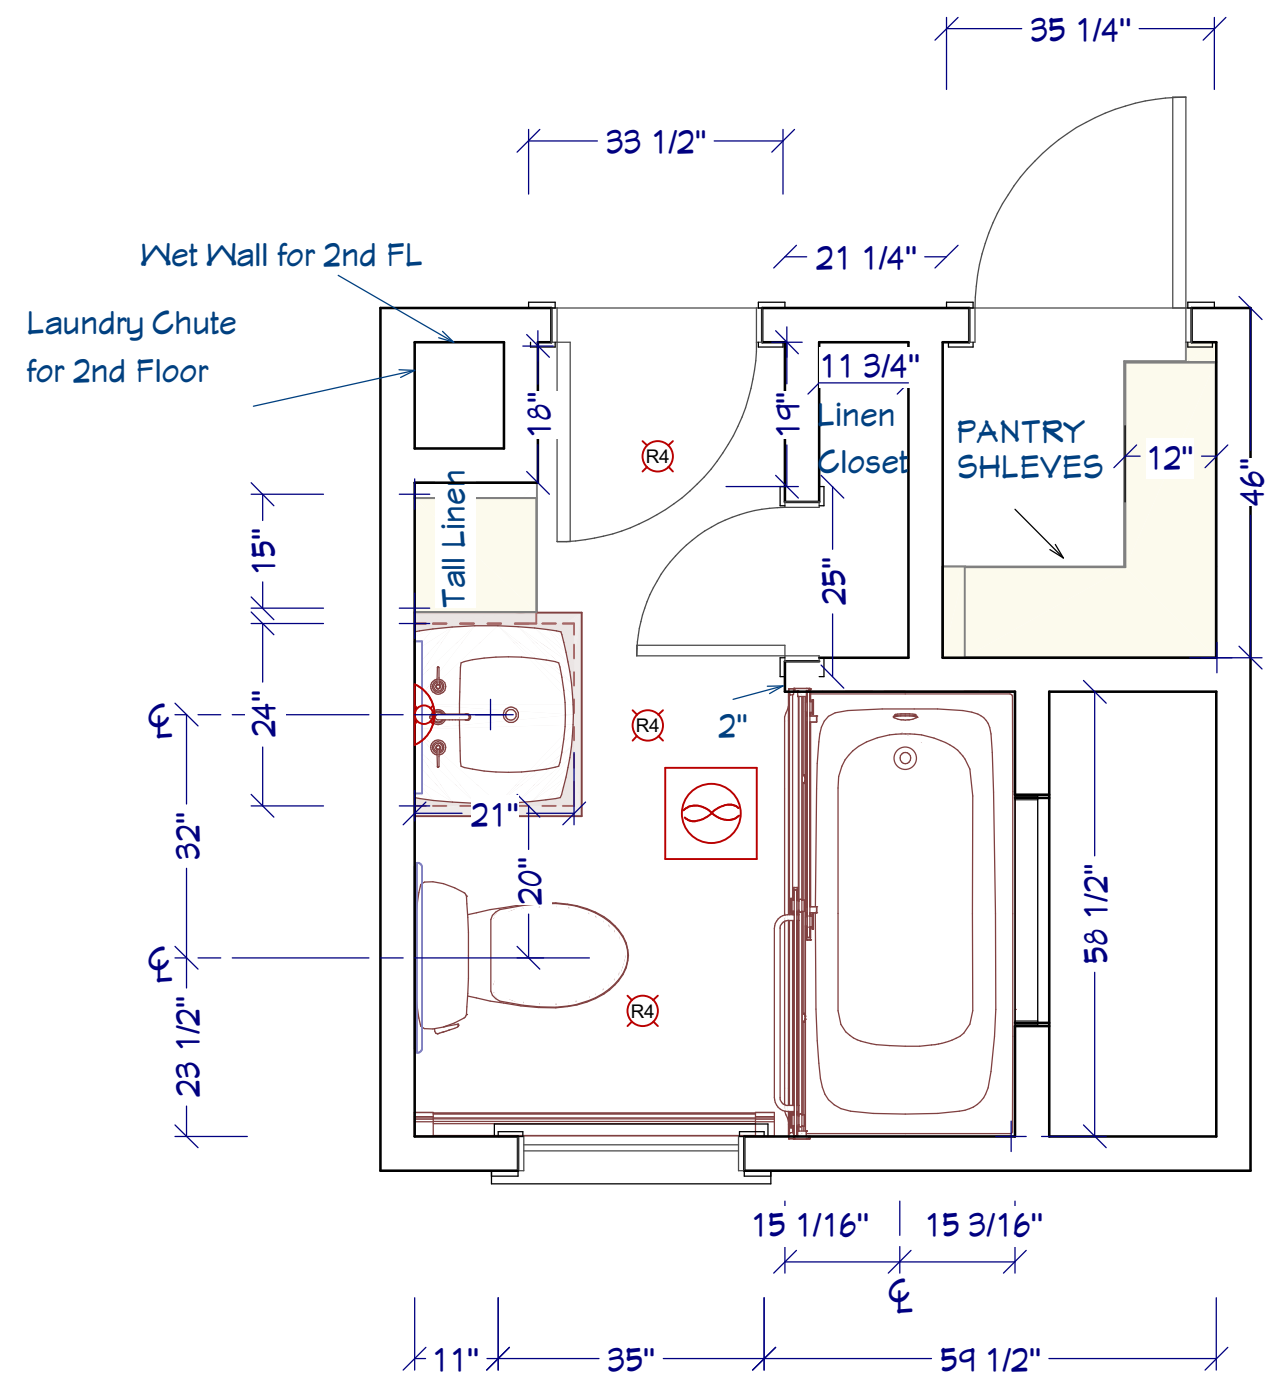 35 1/4"
33 1/2"
21 1/4"
Wet Wall for 2nd FL
Laundry Chute
for 2nd Floor
11 3/4"
18"
19"
Linen
Closet
PANTRY
SHLEVES
12"
46"
R4
Tall Linen
15"
25"
24"
℄
R4
2"
21"
32"
20"
58 1/2"
℄
R4
23 1/2"
15 1/16"
15 3/16"
℄
11"
35"
59 1/2"